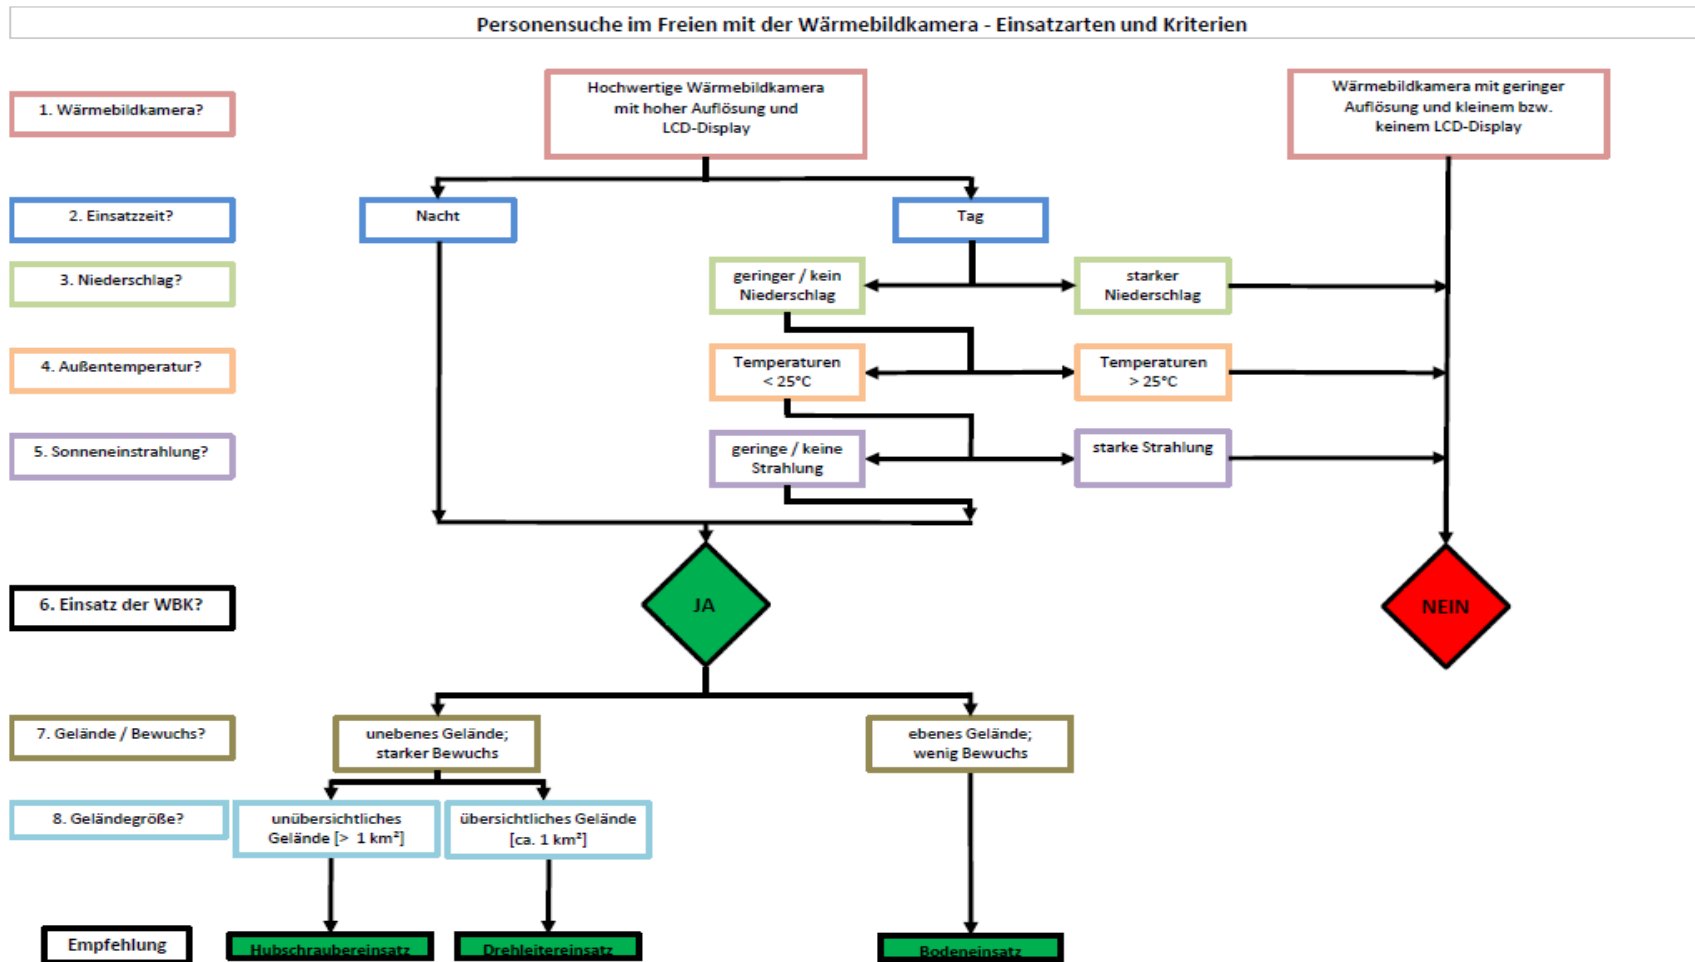 Personensuche im Freien mit der Wärmebildkamera - Einsatzarten und Kriterien
1. Wärmebildkamera?
Hochwertige Wärmebildkamera
mit hoher Auflösung und
LCD-Display
Wärmebildkamera mit geringer
Auflösung und kleinem bzw.
keinem LCD-Display
2. Einsatzzeit?
Nacht
Tag
3. Niederschlag?
geringer / kein
Niederschlag
starker
Niederschlag
4. Außentemperatur?
Temperaturen
< 25°C
Temperaturen
> 25°C
5. Sonneneinstrahlung?
geringe / keine
Strahlung
starke Strahlung
6. Einsatz der WBK?
JA
NEIN
7. Gelände / Bewuchs?
unebenes Gelände;
starker Bewuchs
ebenes Gelände;
wenig Bewuchs
8. Geländegröße?
unübersichtliches
Gelände [> 1 km²]
übersichtliches Gelände
[ca. 1 km²]
Empfehlung
Hubschraubereinsatz
Drehleitereinsatz
Bodeneinsatz